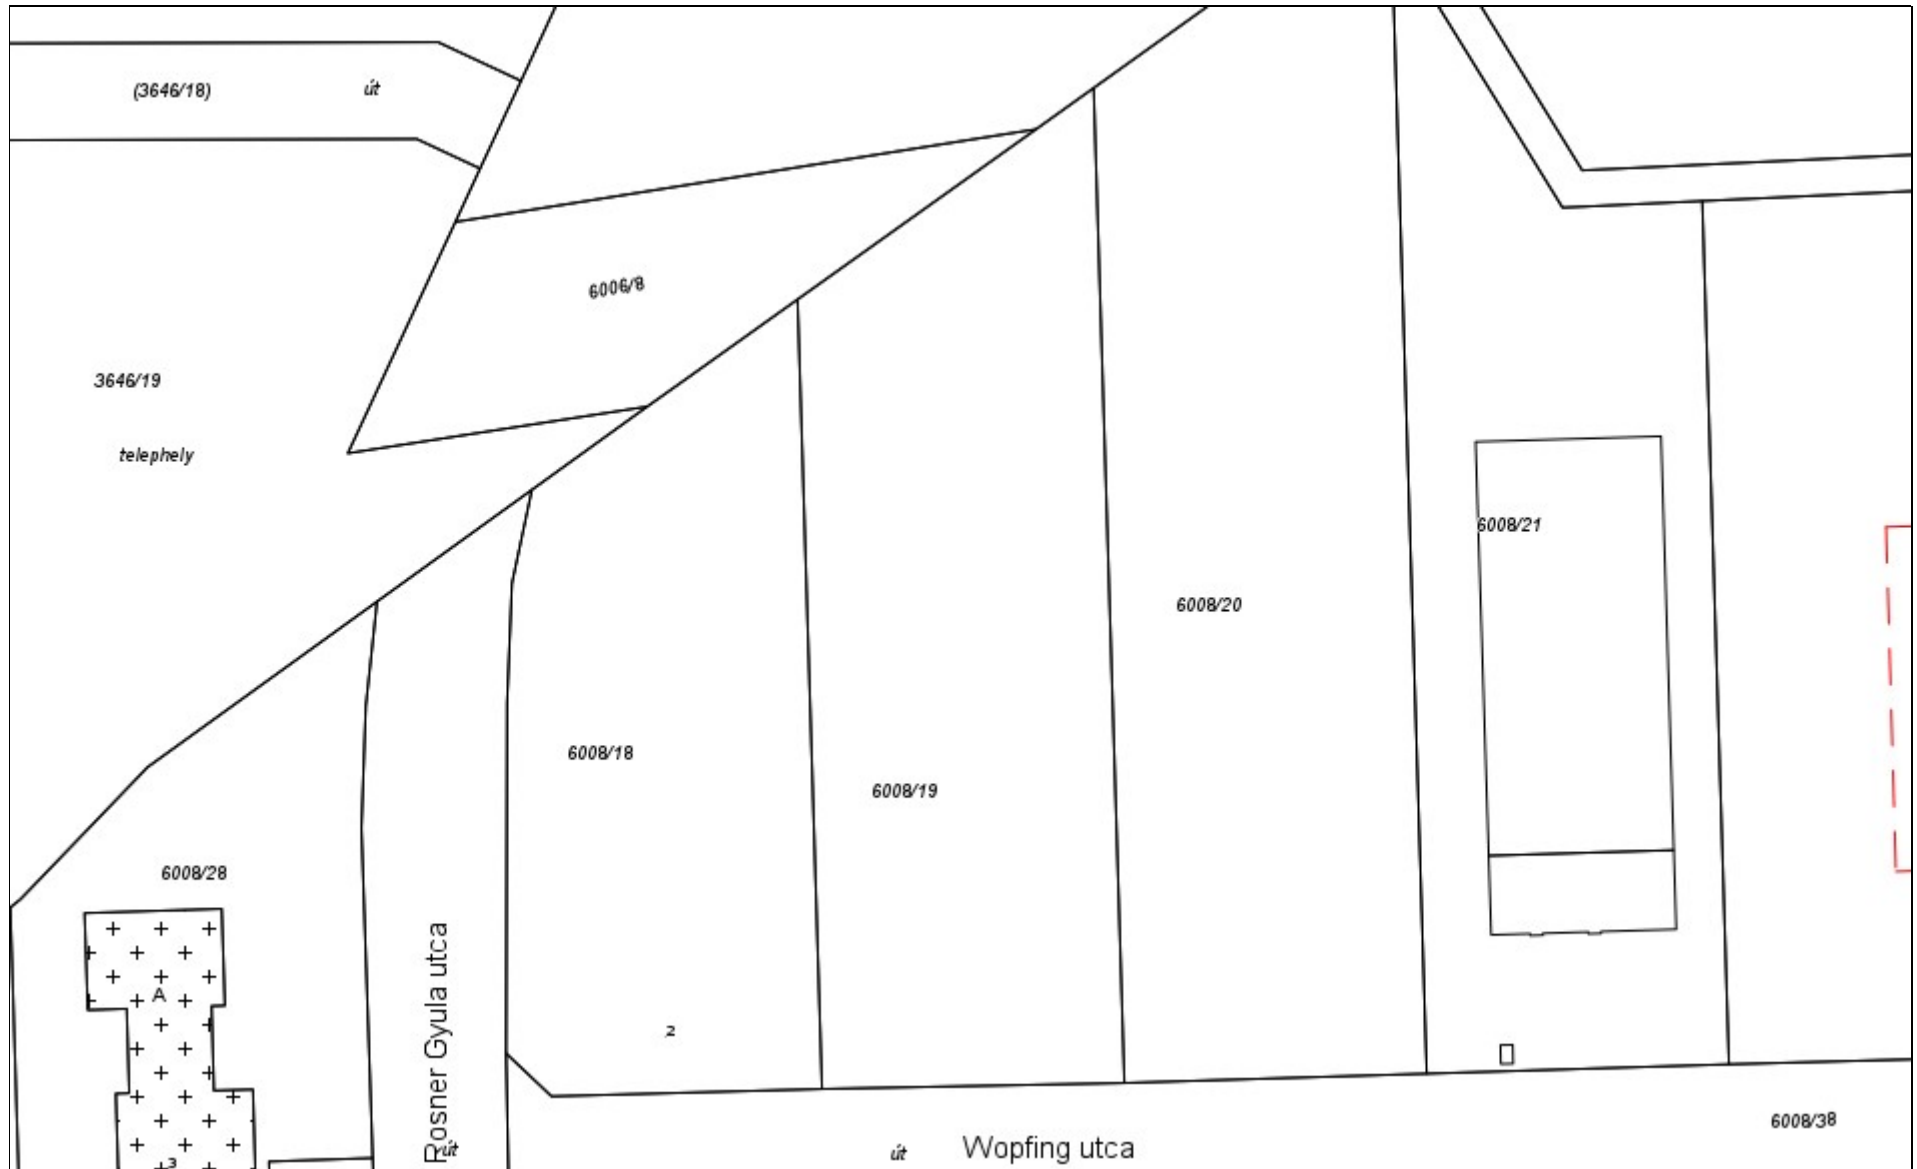 (3646/18) út
6006/8
3646/19
telephely
6008/21
6008/20
6008/18
6008/19
6008/28
A
Rosner Gyula utca
2
6008/38
út
út
Wopfing utca
3